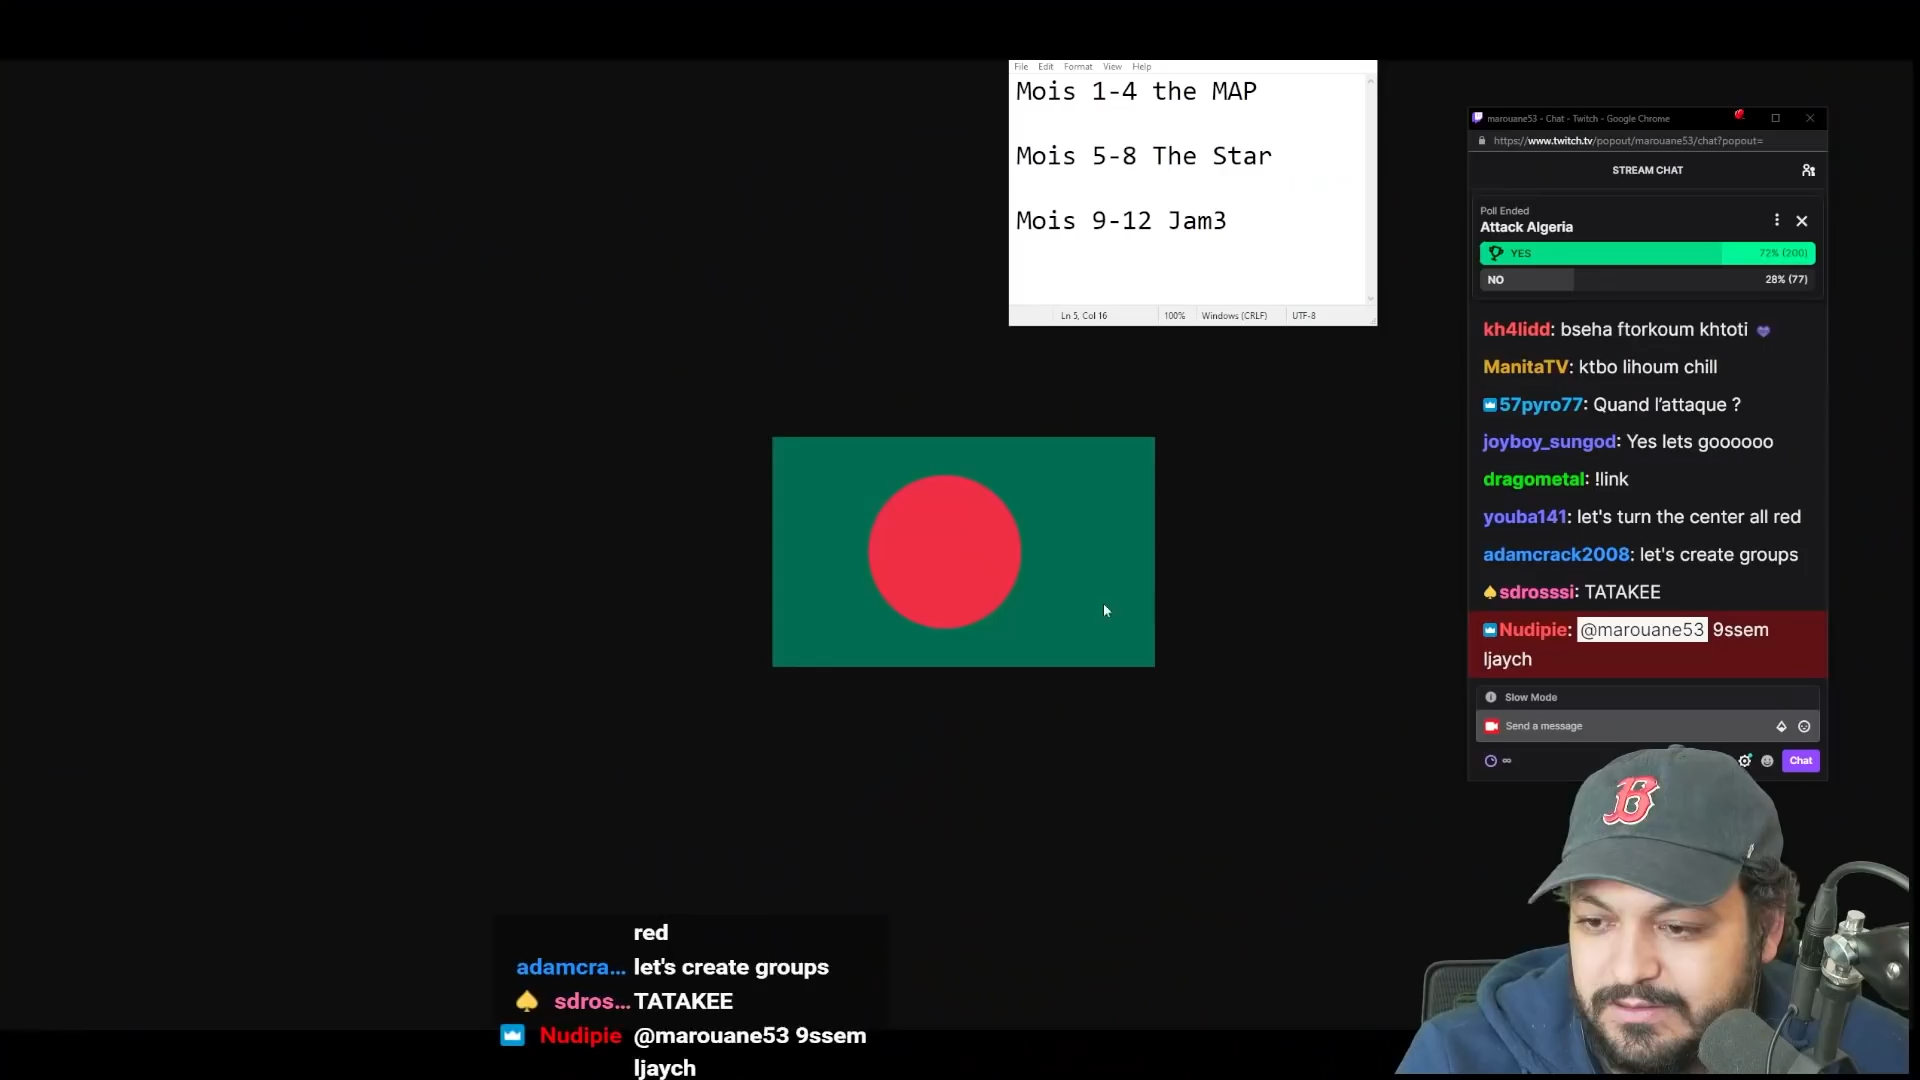 File Edit Format View Help
Mois 1-4 the MAP
Mois 5-8 The Star
Mois 9-12 Jam3
Ln 5, Col 16 100% Windows (CRLF) UTF-8
marouane53 - Chat - Twitch - Google Chrome
https://www.twitch.tv/popout/marouane53/chat?popout=
STREAM CHAT
Poll Ended
Attack Algeria
YES 72% (200)
NO 28% (77)
kh4lidd: bseha ftorkoum khtoti
ManitaTV: ktbo lihoum chill
57pyro77: Quand l’attaque ?
joyboy_sungod: Yes lets goooooo
dragometal: !link
youba141: let's turn the center all red
adamcrack2008: let's create groups
sdrosssi: TATAKEE
Nudipie: @marouane53 9ssem
ljaych
Slow Mode
Send a message
Chat
B
red
adamcra... let's create groups
sdros... TATAKEE
Nudipie @marouane53 9ssem
ljaych